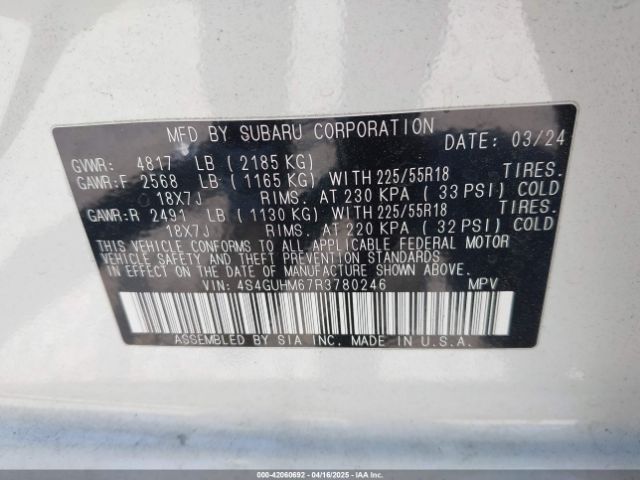 MFD BY SUBARU CORPORATION DATE: 03/24
GVWR: 4817 LB (2185 KG)
GAWR:F 2568 LB (1165 KG) WITH 225/55R18 TIRES.
18X7J RIMS. AT 230 KPA (33 PSI) COLD
GAWR:R 2491 LB (1130 KG) WITH 225/55R18 TIRES.
18X7J RIMS. AT 220 KPA (32 PSI) COLD
THIS VEHICLE CONFORMS TO ALL APPLICABLE FEDERAL MOTOR
VEHICLE SAFETY AND THEFT PREVENTION STANDARDS
IN EFFECT ON THE DATE OF MANUFACTURE SHOWN ABOVE.
VIN: 4S4GUHM67R3780246 MPV
ASSEMBLED BY SIA INC. MADE IN U.S.A.
000-42060692 04/16/2025 - IAAI.com